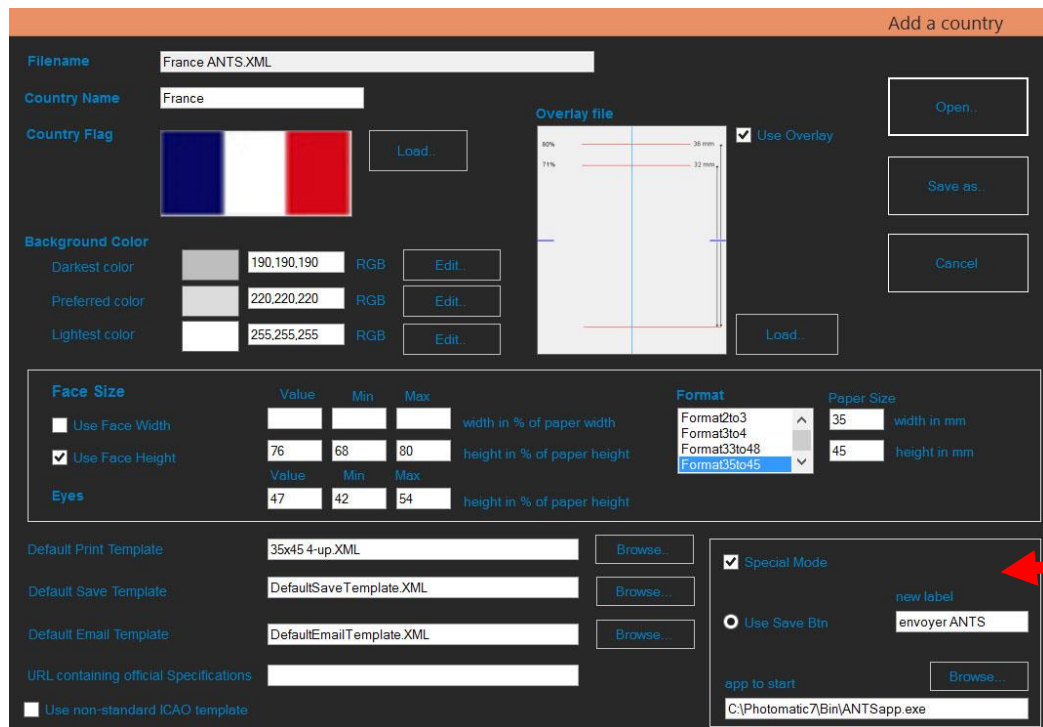 Add a country
Filename France ANTS.XML
Country Name France
Open..
Country Flag Load.. Overlay file Use Overlay
80% 36 mm
71% 32 mm
Save as..
Background Color
Darkest color 190,190,190 RGB Edit.. Cancel
Preferred color 220,220,220 RGB Edit..
Lightest color 255,255,255 RGB Edit.. Load..
Face Size Value Min Max Format Paper Size
Use Face Width width in % of paper width Format2to3 35 width in mm
Format3to4
Use Face Height 76 68 80 height in % of paper height Format33to48 45 height in mm
Format35to45
Value Min Max
Eyes 47 42 54 height in % of paper height
Default Print Template 35x45 4-up.XML Browse..
Special Mode
Default Save Template DefaultSaveTemplate.XML Browse...
new label
Use Save Btn envoyer ANTS
Default Email Template DefaultEmailTemplate.XML Browse...
URL containing official Specifications
app to start Browse...
Use non-standard ICAO template C:\Photomatic7\Bin\ANTSapp.exe